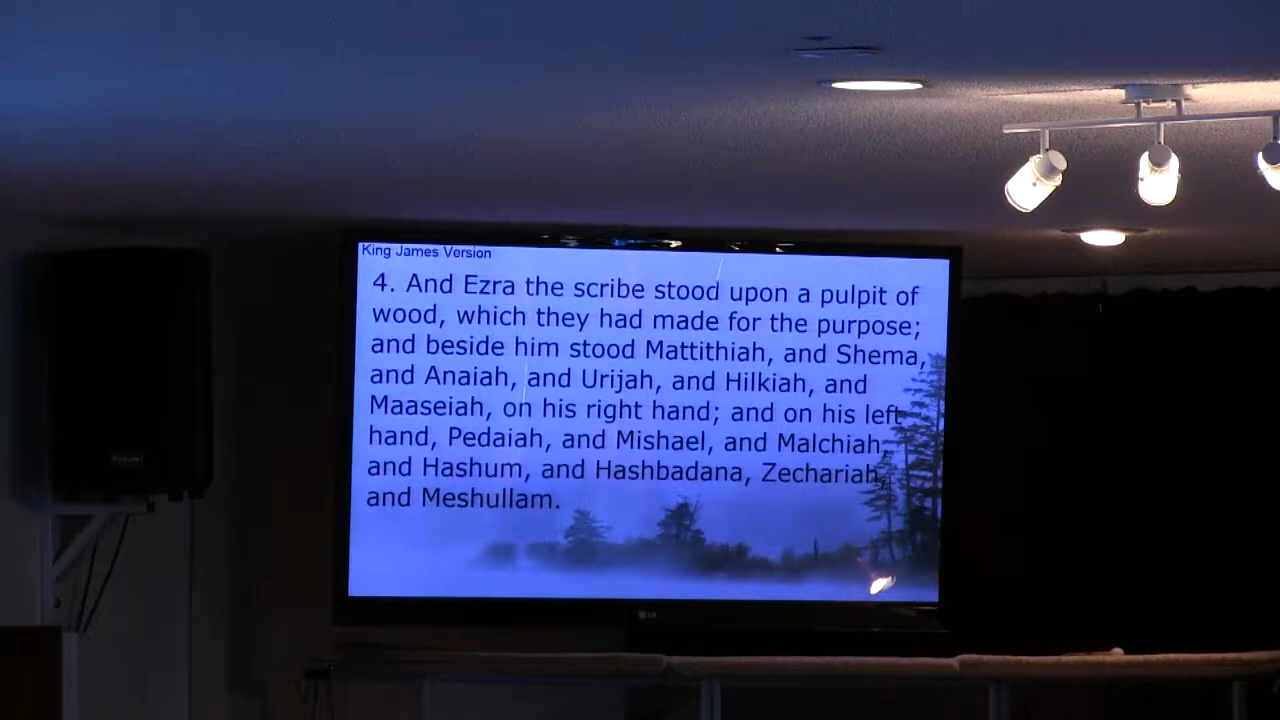 King James Version
4. And Ezra the scribe stood upon a pulpit of
wood, which they had made for the purpose;
and beside him stood Mattithiah, and Shema,
and Anaiah, and Urijah, and Hilkiah, and
Maaseiah, on his right hand; and on his left
hand, Pedaiah, and Mishael, and Malchiah,
and Hashum, and Hashbadana, Zechariah,
and Meshullam.
LG